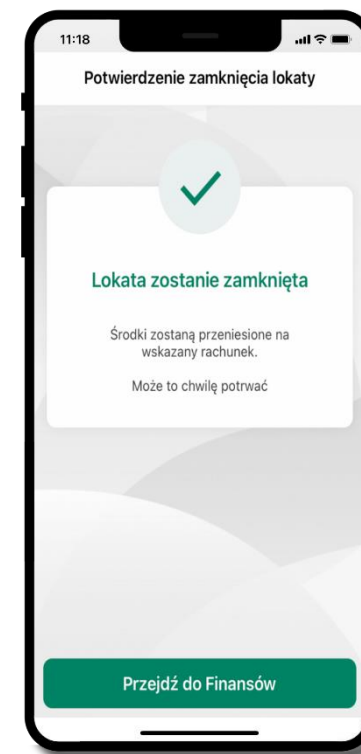 11:18
Potwierdzenie zamknięcia lokaty
Lokata zostanie zamknięta
Środki zostaną przeniesione na
wskazany rachunek.
Może to chwilę potrwać
Przejdź do Finansów